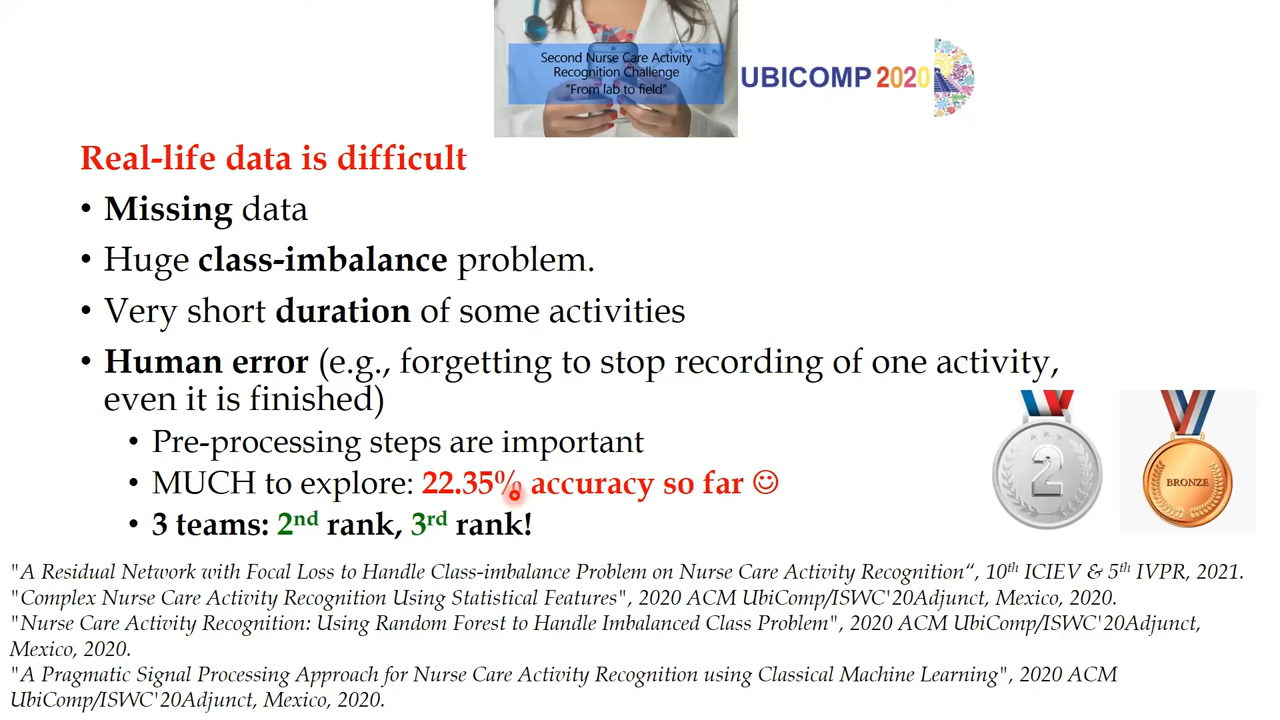 Second Nurse Care Activity
Recognition Challenge
"From lab to field"
UBICOMP 2020
Real-life data is difficult
• Missing data
• Huge class-imbalance problem.
• Very short duration of some activities
• Human error (e.g., forgetting to stop recording of one activity,
even it is finished)
• Pre-processing steps are important
• MUCH to explore: 22.35% accuracy so far ☺
• 3 teams: 2nd rank, 3rd rank!
2
BRONZE
"A Residual Network with Focal Loss to Handle Class-imbalance Problem on Nurse Care Activity Recognition“, 10th ICIEV & 5th IVPR, 2021.
"Complex Nurse Care Activity Recognition Using Statistical Features", 2020 ACM UbiComp/ISWC'20Adjunct, Mexico, 2020.
"Nurse Care Activity Recognition: Using Random Forest to Handle Imbalanced Class Problem", 2020 ACM UbiComp/ISWC'20Adjunct,
Mexico, 2020.
"A Pragmatic Signal Processing Approach for Nurse Care Activity Recognition using Classical Machine Learning", 2020 ACM
UbiComp/ISWC'20Adjunct, Mexico, 2020.